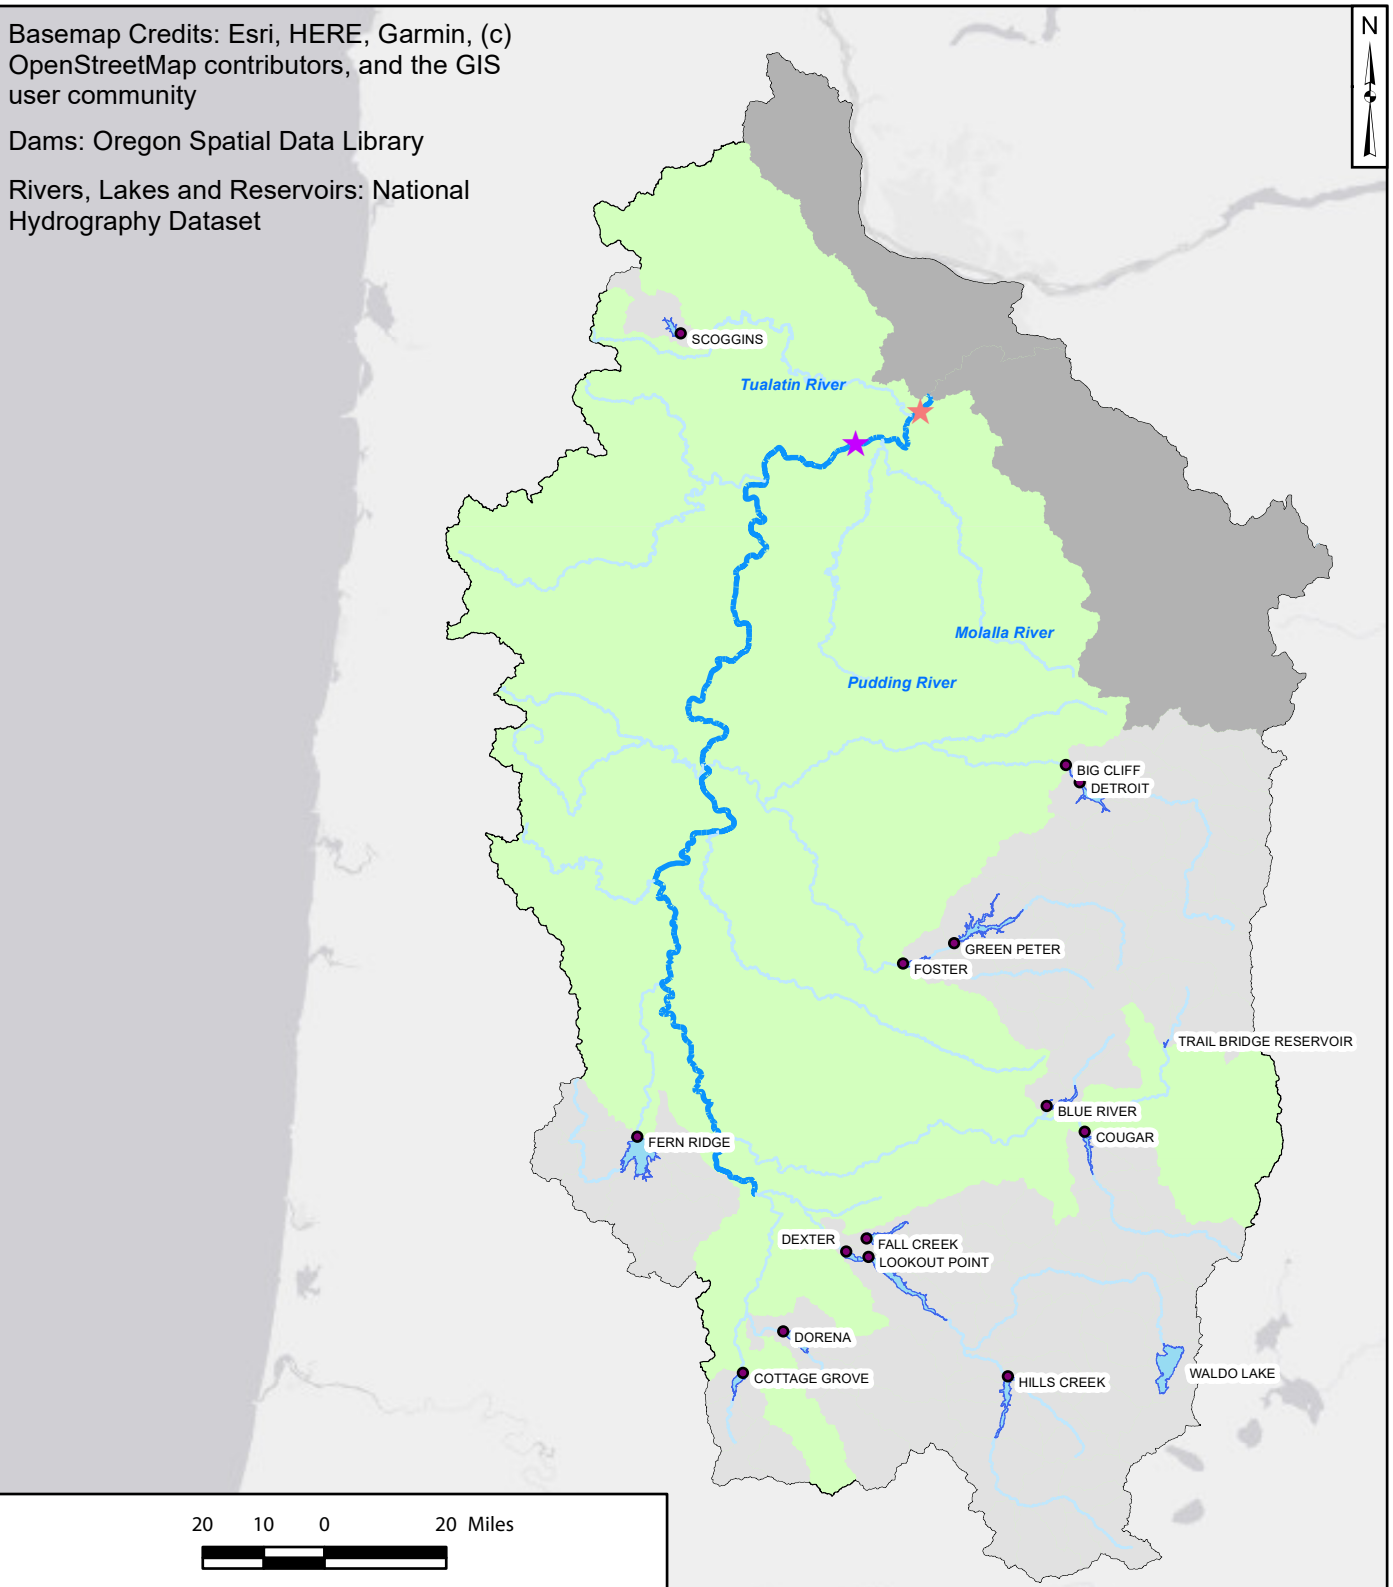 Basemap Credits: Esri, HERE, Garmin, (c)
OpenStreetMap contributors, and the GIS
user community
Dams: Oregon Spatial Data Library
Rivers, Lakes and Reservoirs: National
Hydrography Dataset
N
SCOGGINS
Tualatin River
Molalla River
Pudding River
BIG CLIFF
DETROIT
GREEN PETER
FOSTER
TRAIL BRIDGE RESERVOIR
BLUE RIVER
COUGAR
FERN RIDGE
DEXTER
FALL CREEK
LOOKOUT POINT
DORENA
COTTAGE GROVE
HILLS CREEK
WALDO LAKE
20 10 0 20 Miles